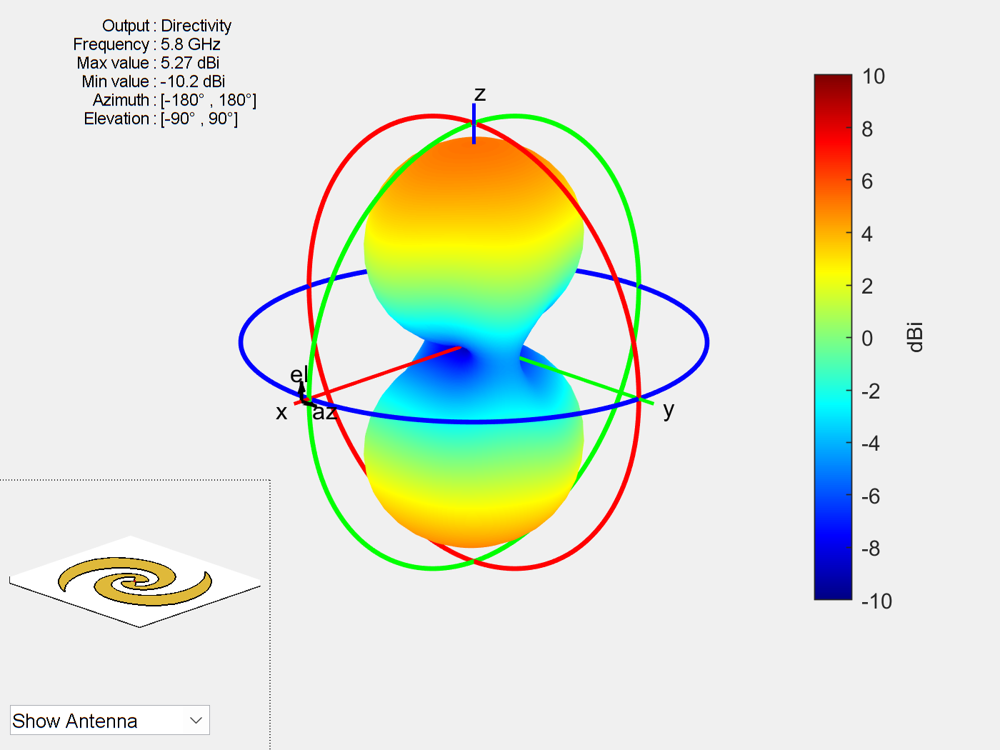 Output : Directivity
Frequency : 5.8 GHz
Max value : 5.27 dBi
Min value : -10.2 dBi
Azimuth : [-180° , 180°]
Elevation : [-90° , 90°]
z
el
x
az
y
10
8
6
4
2
0
-2
-4
-6
-8
-10
dBi
Show Antenna